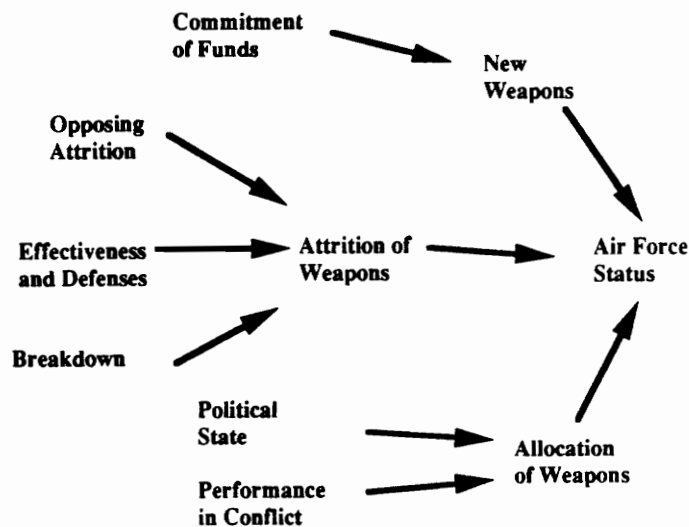 Commitment
of Funds
New
Weapons
Opposing
Attrition
Effectiveness
and Defenses
Attrition of
Weapons
Air Force
Status
Breakdown
Political
State
Allocation
of Weapons
Performance
in Conflict